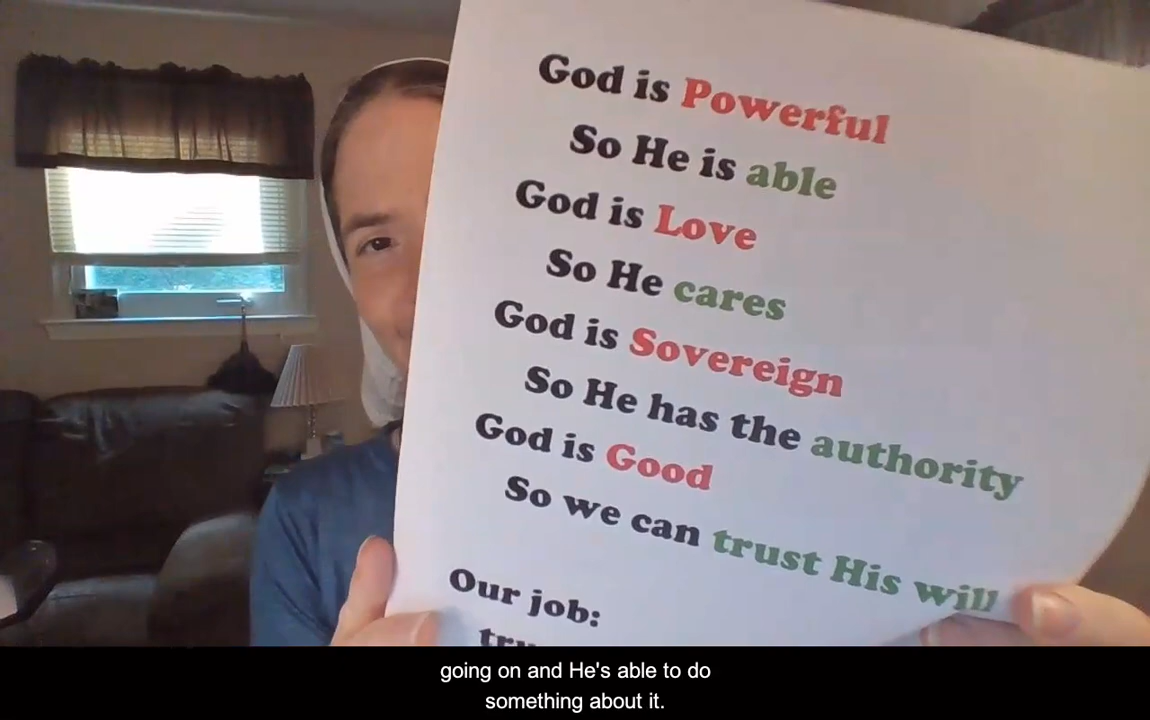 God is Powerful
So He is able
God is Love
So He cares
God is Sovereign
So He has the authority
God is Good
So we can trust His will
Our job:
going on and He's able to do
something about it.